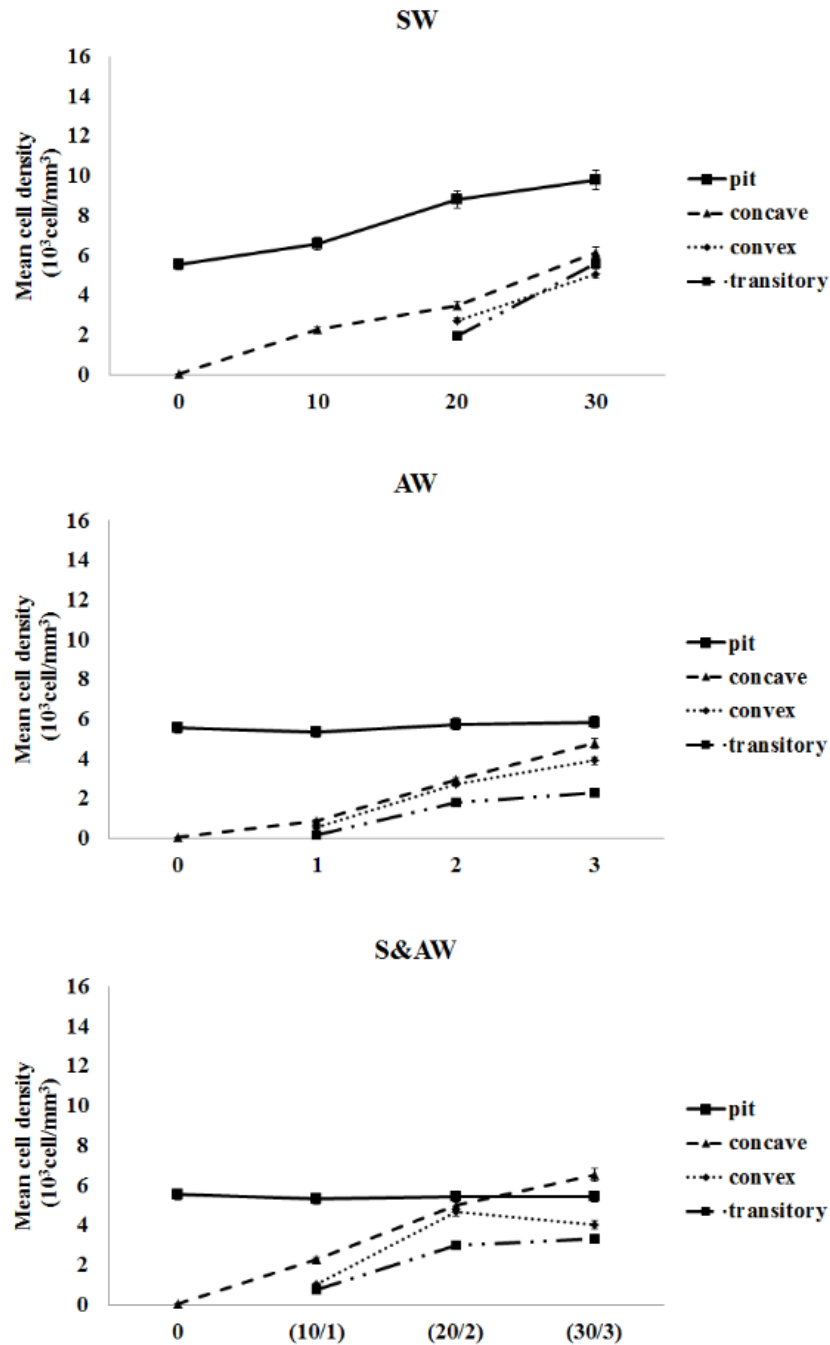 SW
16
14
12
10
8
6
4
2
0
Mean cell density
(10³cell/mm³)
0 10 20 30
pit
concave
convex
transitory
AW
16
14
12
10
8
6
4
2
0
Mean cell density
(10³cell/mm³)
0 1 2 3
pit
concave
convex
transitory
S&AW
16
14
12
10
8
6
4
2
0
Mean cell density
(10³cell/mm³)
0 (10/1) (20/2) (30/3)
pit
concave
convex
transitory